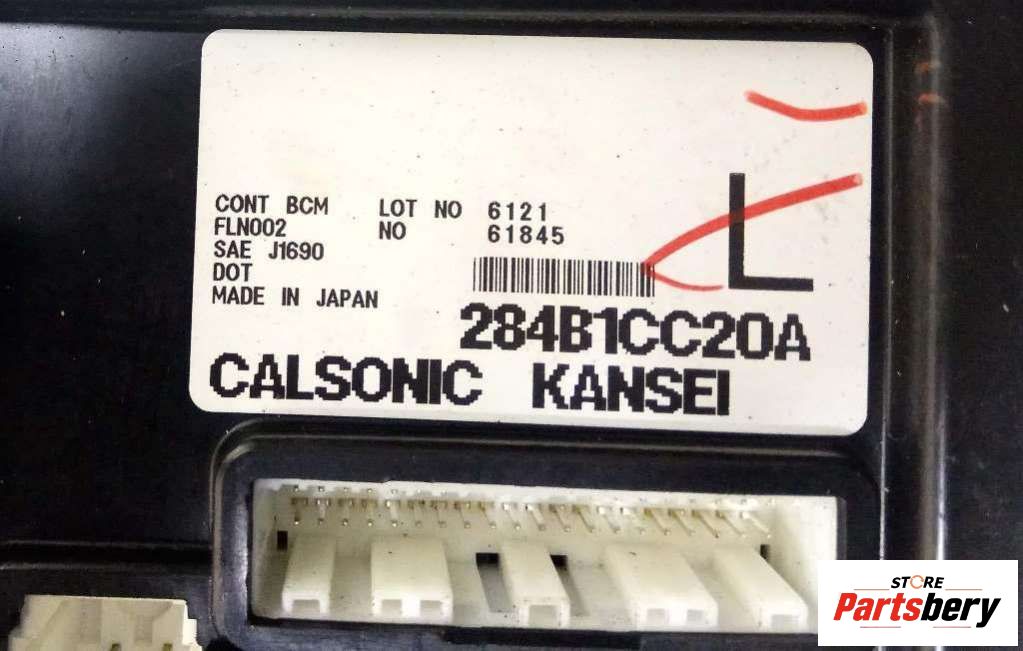 CONT BCM LOT NO 6121
FLN002 NO 61845
SAE J1690
DOT
MADE IN JAPAN
L
284B1CC20A
CALSONIC KANSEI
STORE
Partsbery